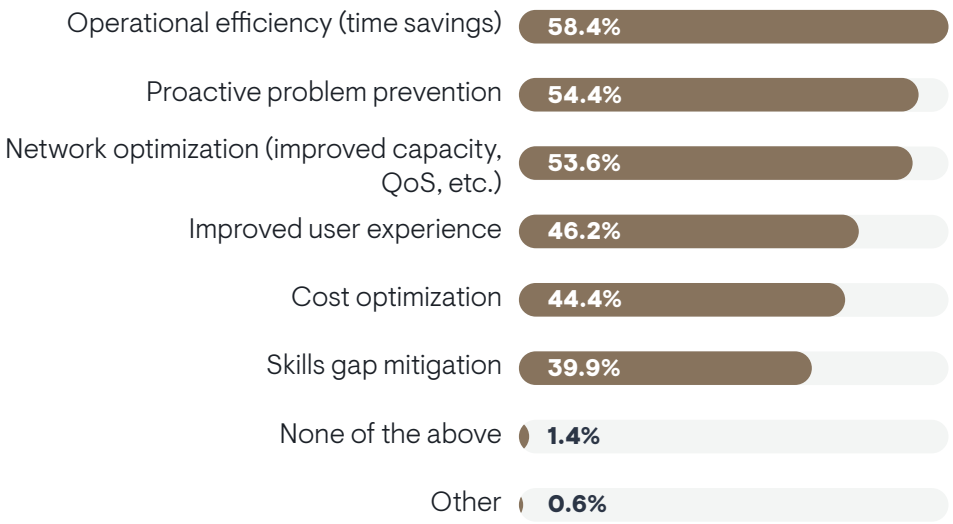 Operational efficiency (time savings) 58.4%
Proactive problem prevention 54.4%
Network optimization (improved capacity,
QoS, etc.) 53.6%
Improved user experience 46.2%
Cost optimization 44.4%
Skills gap mitigation 39.9%
None of the above 1.4%
Other 0.6%